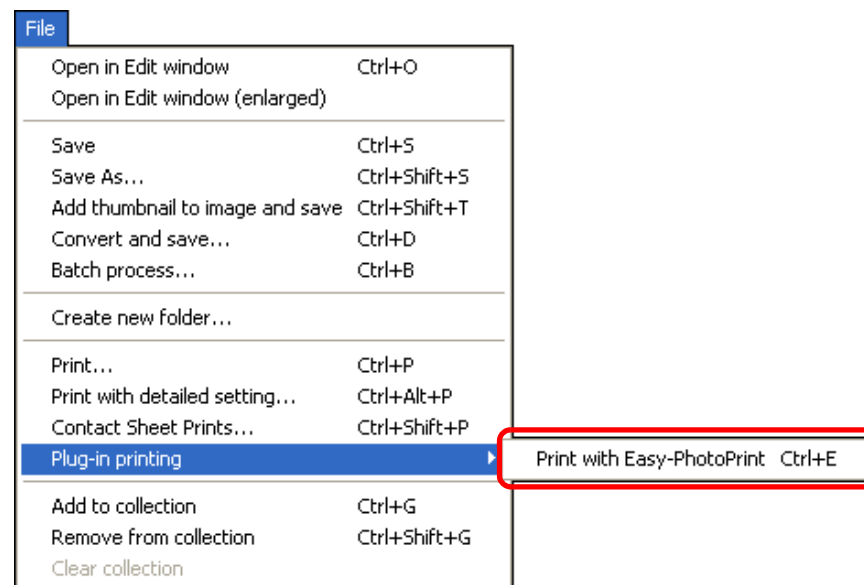 File
Open in Edit window Ctrl+O
Open in Edit window (enlarged)
Save Ctrl+S
Save As... Ctrl+Shift+S
Add thumbnail to image and save Ctrl+Shift+T
Convert and save... Ctrl+D
Batch process... Ctrl+B
Create new folder...
Print... Ctrl+P
Print with detailed setting... Ctrl+Alt+P
Contact Sheet Prints... Ctrl+Shift+P
Plug-in printing Print with Easy-PhotoPrint Ctrl+E
Add to collection Ctrl+G
Remove from collection Ctrl+Shift+G
Clear collection